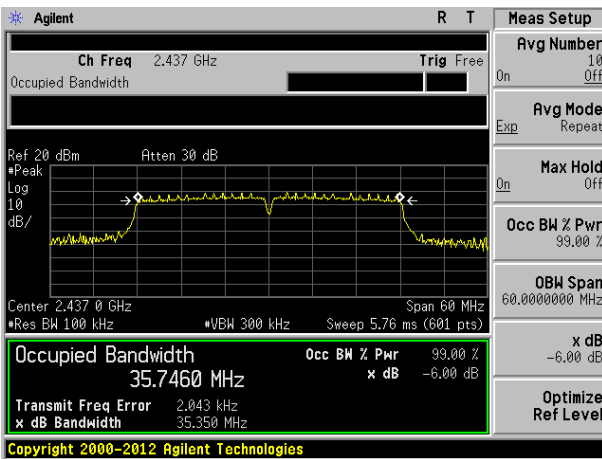 Agilent R T Meas Setup
Avg Number
10
On Off
Ch Freq 2.437 GHz Trig Free
Occupied Bandwidth
Avg Mode
Exp Repeat
Ref 20 dBm Atten 30 dB
#Peak
Log
10
dB/
Max Hold
On Off
Occ BW % Pwr
99.00 %
OBW Span
60.0000000 MHz
Center 2.437 0 GHz Span 60 MHz
#Res BW 100 kHz #VBW 300 kHz Sweep 5.76 ms (601 pts)
x dB
-6.00 dB
Occupied Bandwidth Occ BW % Pwr 99.00 %
35.7460 MHz x dB -6.00 dB
Transmit Freq Error 2.043 kHz
x dB Bandwidth 35.350 MHz
Optimize
Ref Level
Copyright 2000-2012 Agilent Technologies